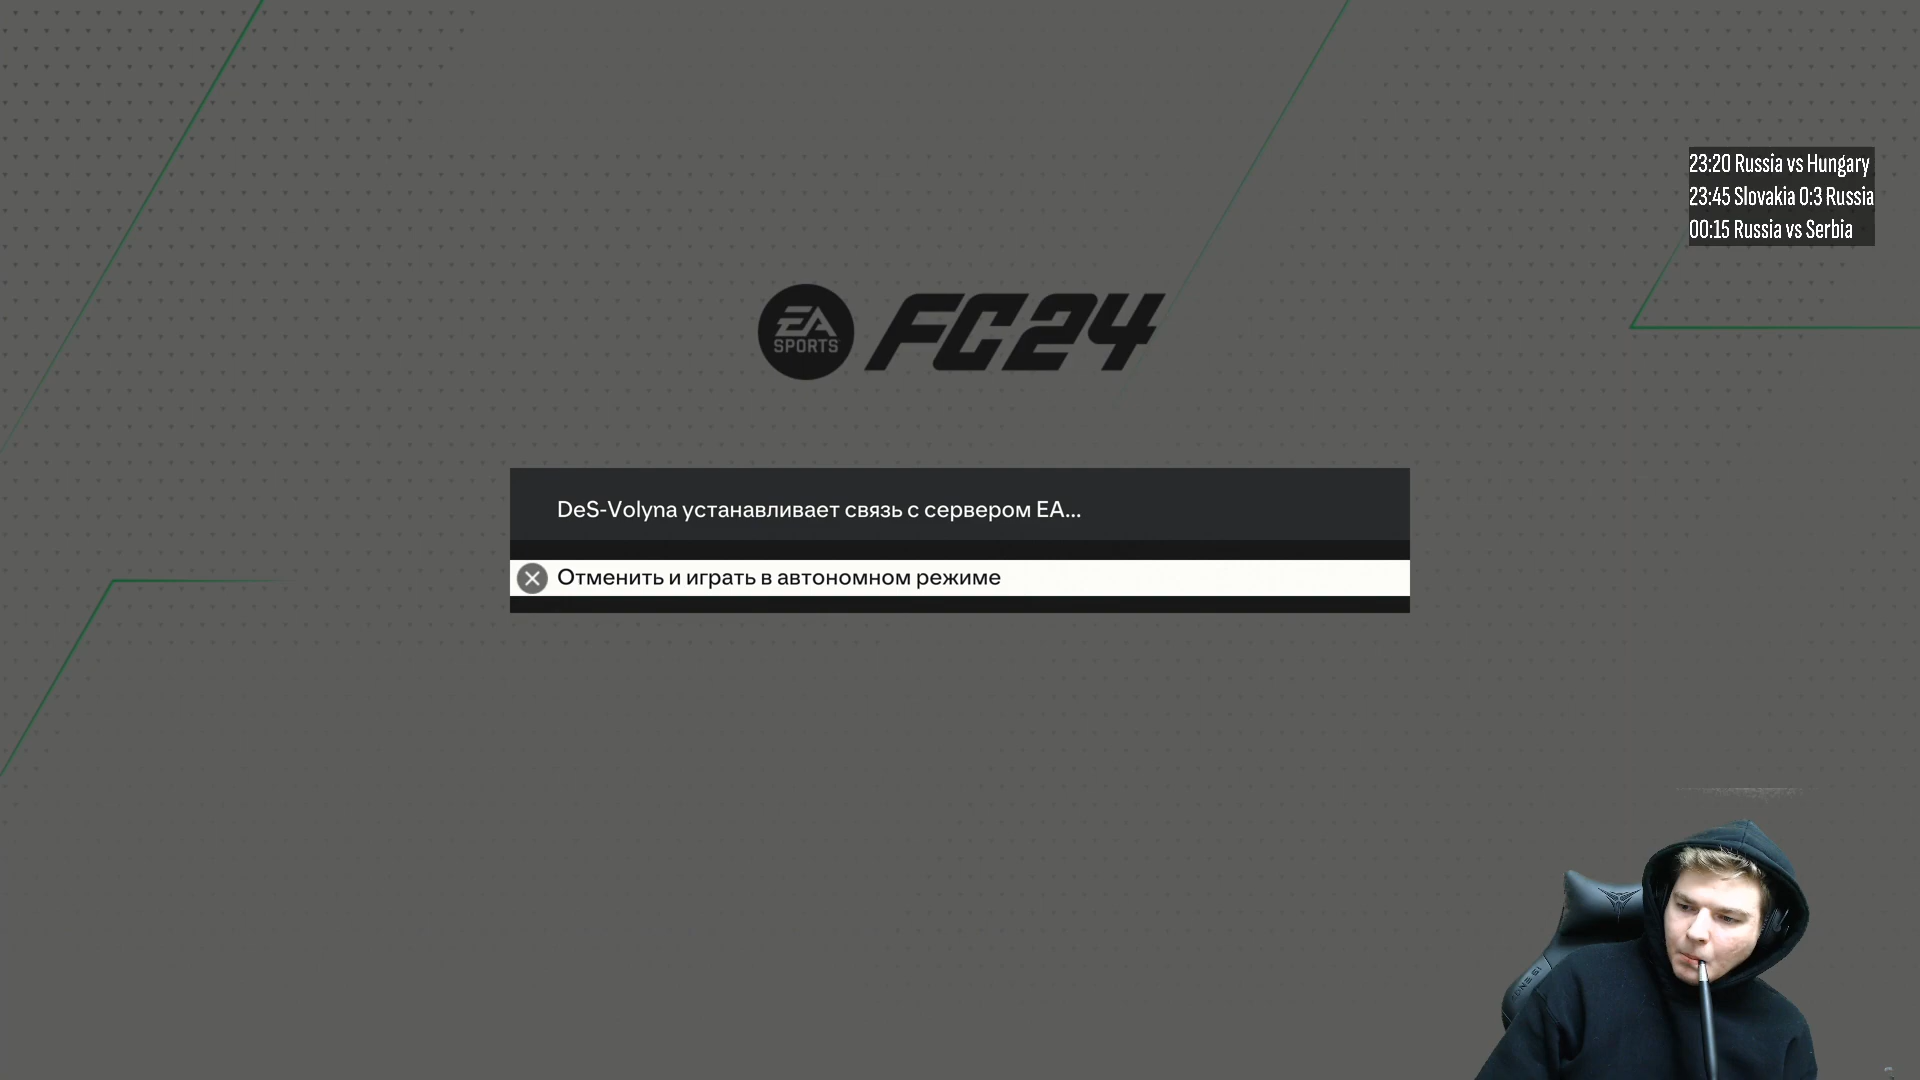 23:20 Russia vs Hungary
23:45 Slovakia 0:3 Russia
00:15 Russia vs Serbia
EA SPORTS FC24
DeS-Volyna устанавливает связь с сервером EA...
Отменить и играть в автономном режиме